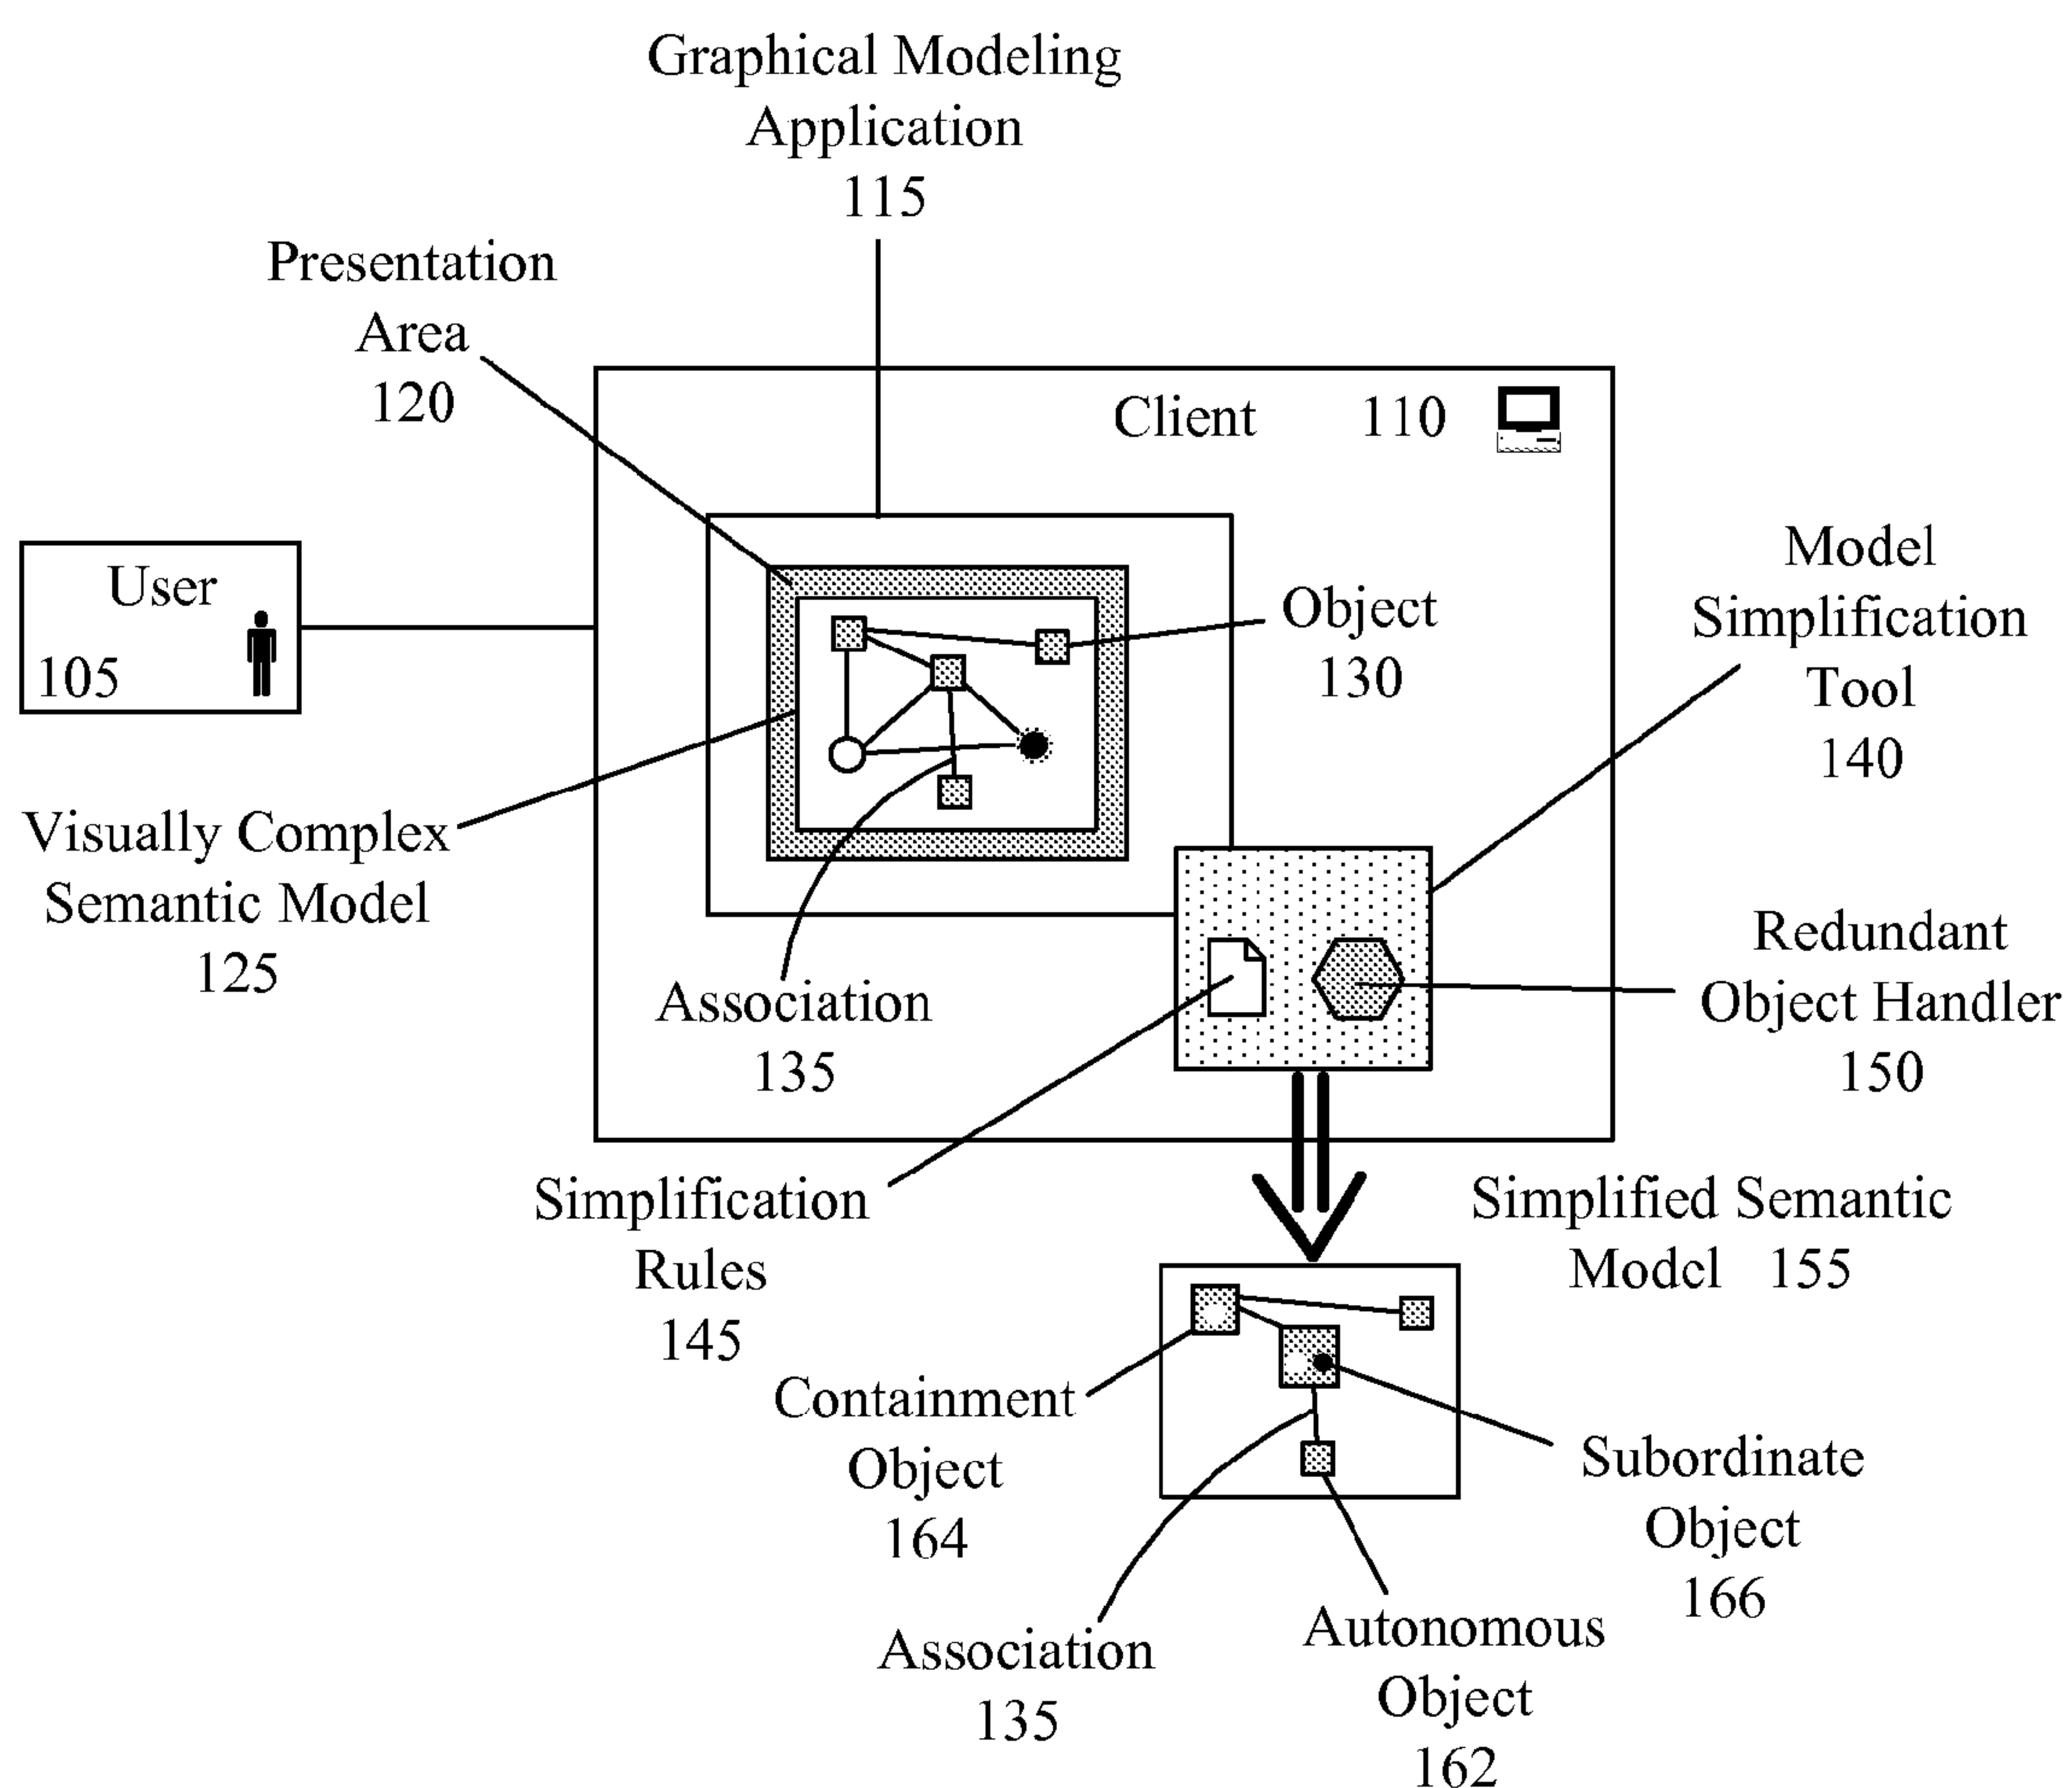 Graphical Modeling
Application
115
Presentation
Area
120
Client 110
User
105
Object
130
Model
Simplification
Tool
140
Visually Complex
Semantic Model
125
Association
135
Redundant
Object Handler
150
Simplification
Rules
145
Simplified Semantic
Model 155
Containment
Object
164
Subordinate
Object
166
Association
135
Autonomous
Object
162